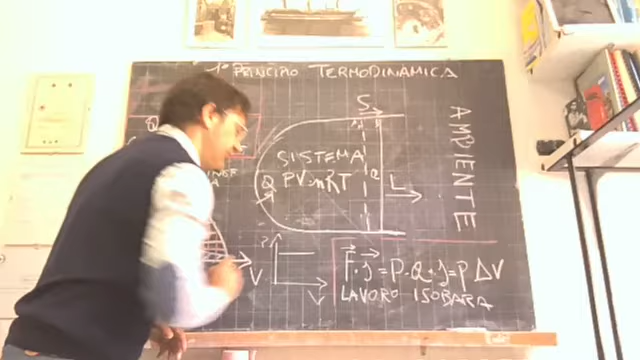 1° PRINCIPIO TERMODINAMICA
S
SISTEMA
PV=nRT
Q
L
AMBIENTE
P
V
V
F·s = P·a·s = p ΔV
LAVORO ISOBARA